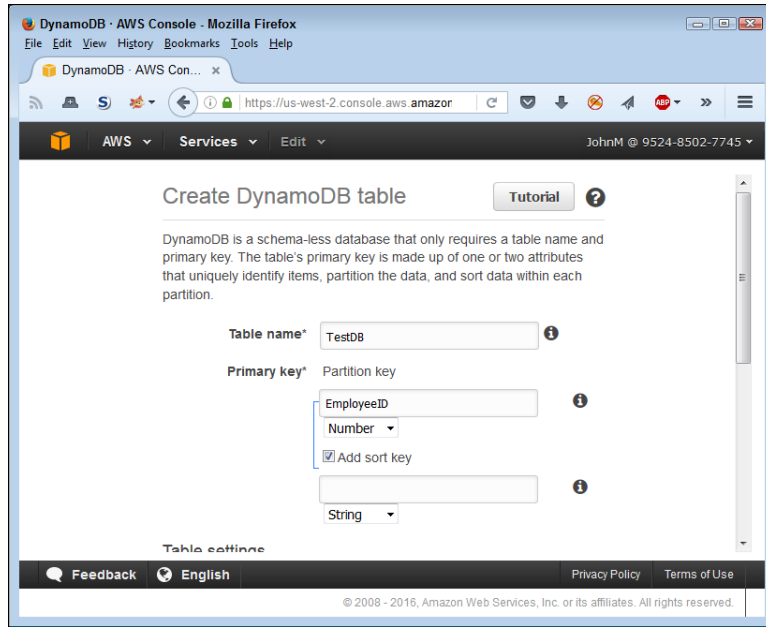 DynamoDB · AWS Console - Mozilla Firefox
File Edit View History Bookmarks Tools Help
DynamoDB · AWS Con... ×
S) https://us-west-2.console.aws.amazon ABP »
AWS Services Edit JohnM @ 9524-8502-7745
Create DynamoDB table Tutorial ?
DynamoDB is a schema-less database that only requires a table name and
primary key. The table's primary key is made up of one or two attributes
that uniquely identify items, partition the data, and sort data within each
partition.
Table name* TestDB
Primary key* Partition key
EmployeeID
Number
Add sort key
String
Table settings
Feedback English Privacy Policy Terms of Use
© 2008 - 2016, Amazon Web Services, Inc. or its affiliates. All rights reserved.